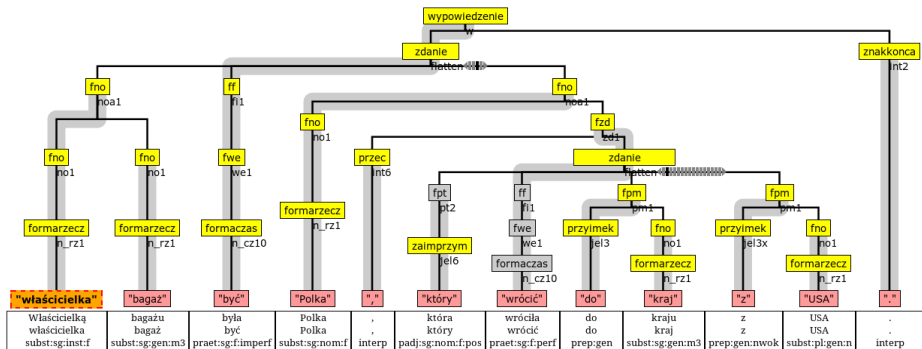 wypowiedzenie
w
zdanie znakkonca
flatten int2
fno ff fno
noa1 fi1 noa1
fno fzd
no1 zd1
fno fno fwe przec zdanie
no1 no1 we1 int6 flatten
fpt ff fpm fpm
pt2 fi1 pm1 pm1
formarzecz
n_rz1
formarzecz formarzecz formaczas fwe przyimek fno przyimek fno
n_rz1 n_rz1 n_cz10 we1 jel3 no1 jel3x no1
zaimprzym
jel6
formaczas formarzecz formarzecz
n_cz10 n_rz1 n_rz1
"właścicielka" "bagaż" "być" "Polka" "," "który" "wrócić" "do" "kraj" "z" "USA" "."
Właścicielką bagażu była Polka , która wróciła do kraju z USA .
właścicielka bagaż być Polka , który wrócić do kraj z USA .
subst:sg:inst:f subst:sg:gen:m3 praet:sg:f:imperf subst:sg:nom:f interp padj:sg:nom:f:pos praet:sg:f:perf prep:gen subst:sg:gen:m3 prep:gen:nwok subst:pl:gen:n interp